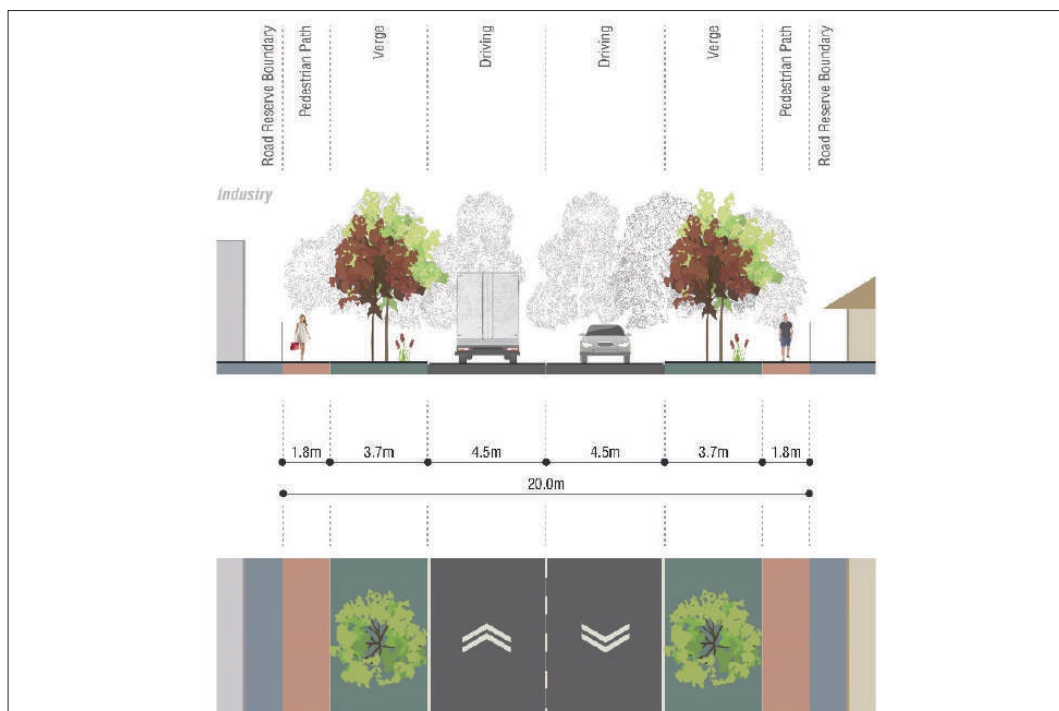 Road Reserve Boundary
Pedestrian Path
Verge
Driving
Driving
Verge
Pedestrian Path
Road Reserve Boundary
Industry
1.8m
3.7m
4.5m
4.5m
3.7m
1.8m
20.0m